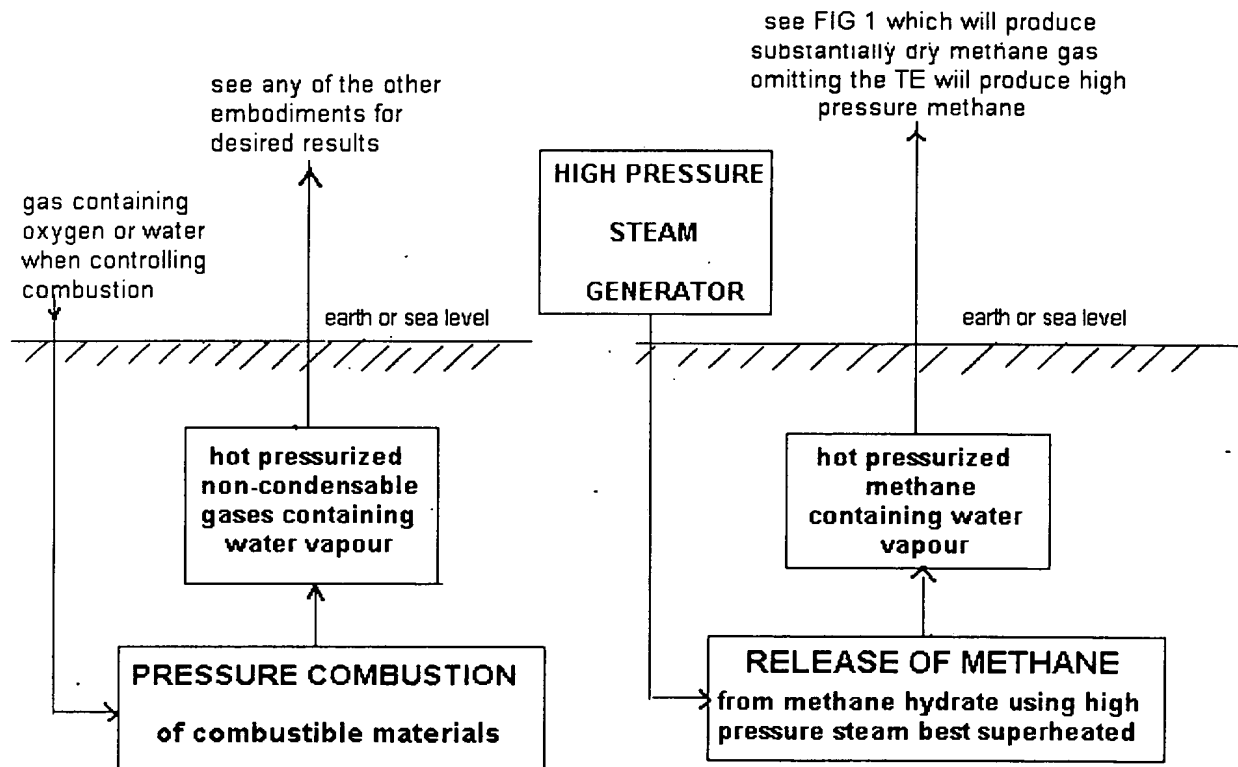 see any of the other
embodiments for
desired results
gas containing
oxygen or water
when controlling
combustion
earth or sea level
hot pressurized
non-condensable
gases containing
water vapour
PRESSURE COMBUSTION
of combustible materials
see FIG 1 which will produce
substantially dry methane gas
omitting the TE will produce high
pressure methane
HIGH PRESSURE
STEAM
GENERATOR
earth or sea level
hot pressurized
methane
containing water
vapour
RELEASE OF METHANE
from methane hydrate using high
pressure steam best superheated